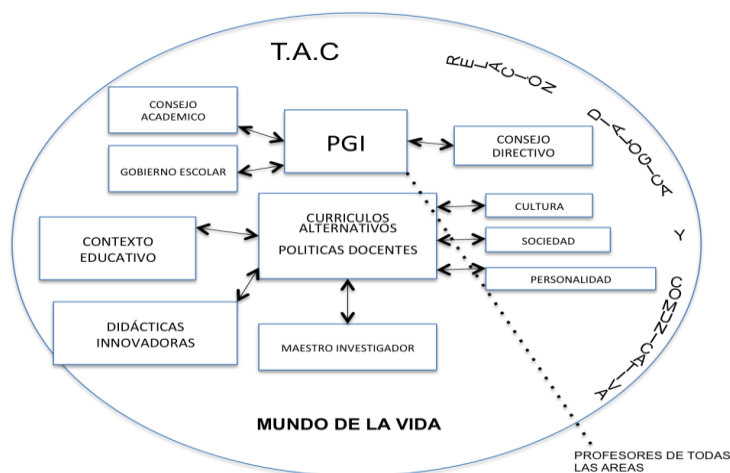 T.A.C
RELACIÓN
DIALOGICA
Y
COMUNICATIVA
CONSEJO
ACADEMICO
PGI
CONSEJO
DIRECTIVO
GOBIERNO ESCOLAR
CURRICULOS
ALTERNATIVOS
POLITICAS DOCENTES
CULTURA
SOCIEDAD
PERSONALIDAD
CONTEXTO
EDUCATIVO
DIDÁCTICAS
INNOVADORAS
MAESTRO INVESTIGADOR
MUNDO DE LA VIDA
PROFESORES DE TODAS
LAS AREAS